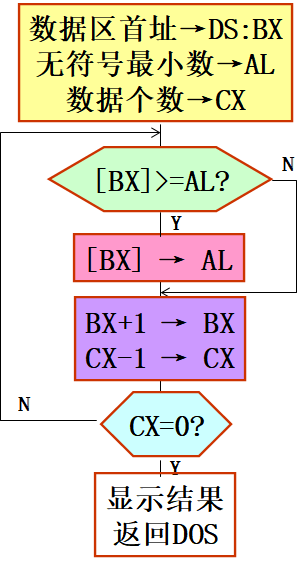 数据区首址→DS:BX
无符号最小数→AL
数据个数→CX
[BX]>=AL?
N
Y
[BX] → AL
BX+1 → BX
CX-1 → CX
N
CX=0?
Y
显示结果
返回DOS